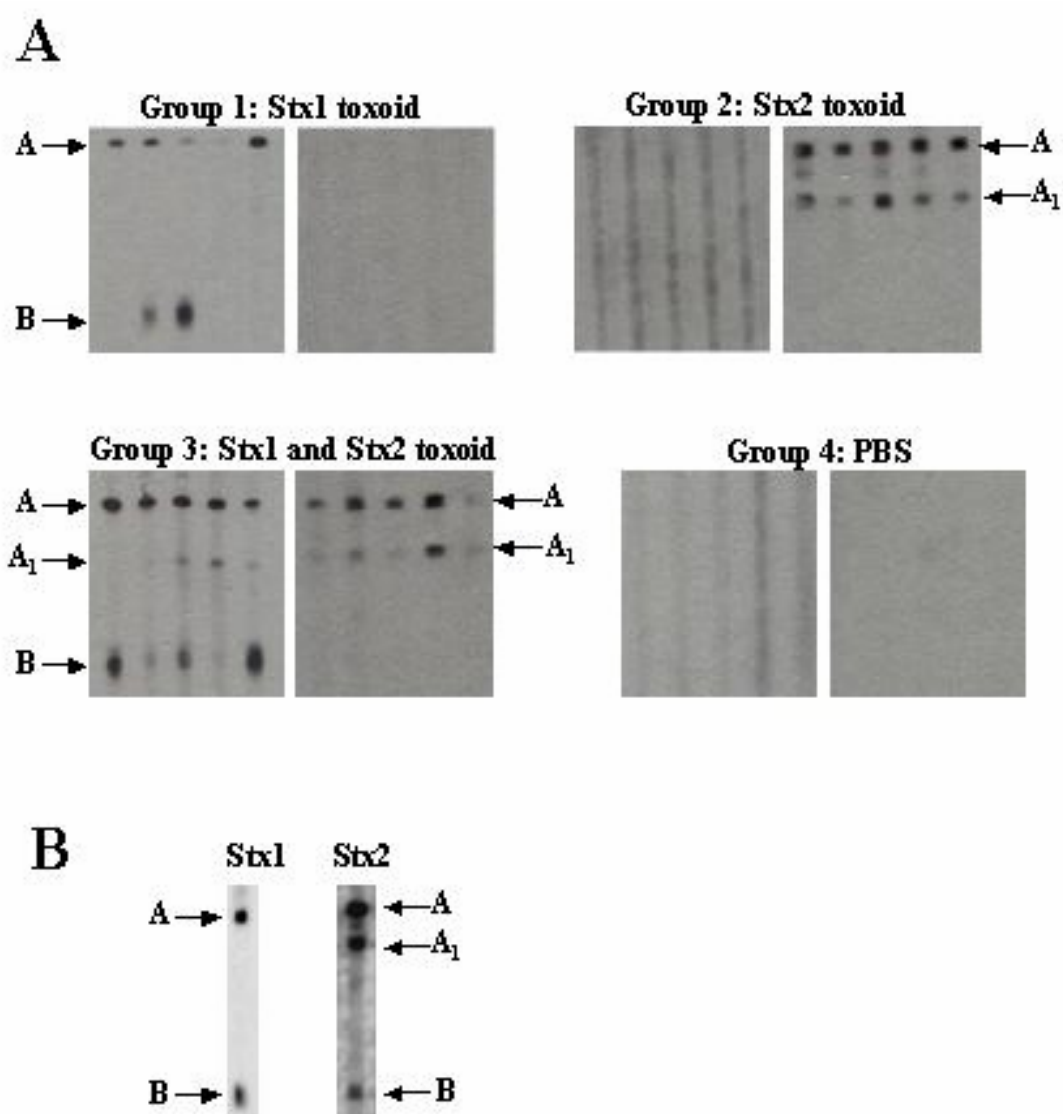 A
Group 1: Stx1 toxoid
Group 2: Stx2 toxoid
A
B
A
A₁
Group 3: Stx1 and Stx2 toxoid
Group 4: PBS
A
A₁
B
A
A₁
B
Stx1
Stx2
A
B
A
A₁
B